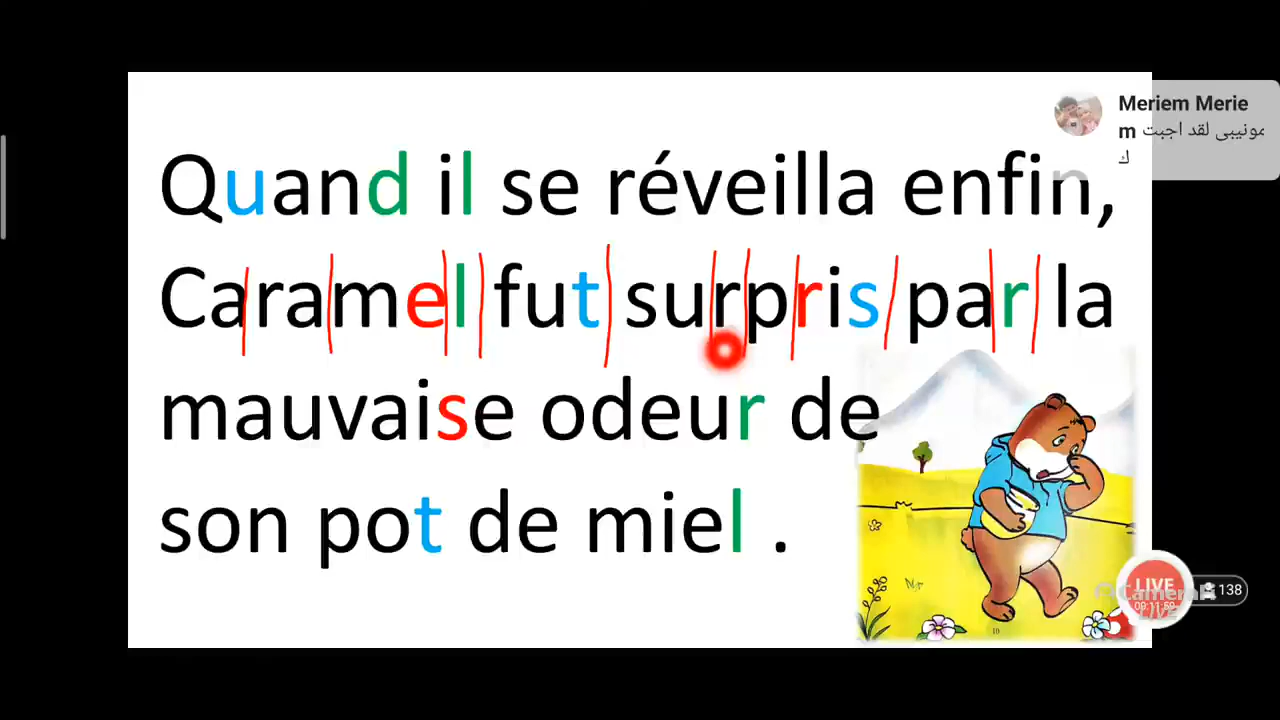 Quand il se réveilla enfin,
Caramel fut surpris par la
mauvaise odeur de
son pot de miel .
Meriem Merie
m مونيبى لقد اجبت
ك
LIVE
138
LIVE